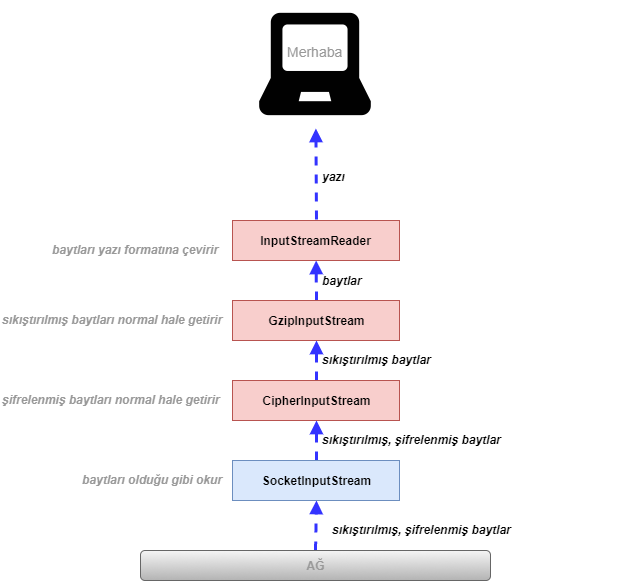 Merhaba
yazı
InputStreamReader
baytları yazı formatına çevirir
baytlar
sıkıştırılmış baytları normal hale getirir
GzipInputStream
sıkıştırılmış baytlar
şifrelenmiş baytları normal hale getirir
CipherInputStream
sıkıştırılmış, şifrelenmiş baytlar
baytları olduğu gibi okur
SocketInputStream
sıkıştırılmış, şifrelenmiş baytlar
AĞ